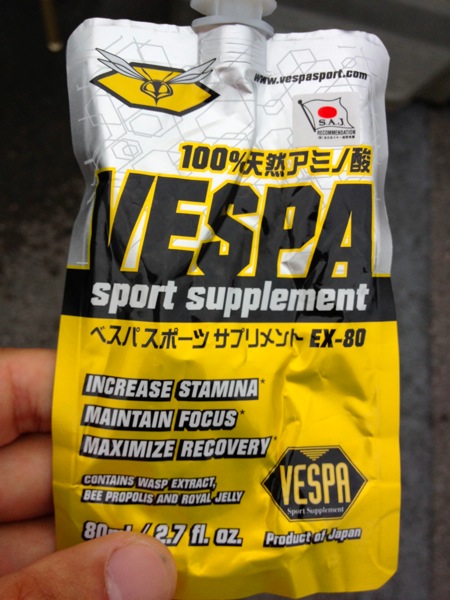 www.vespasport.com
S.A.J
RECOMMENDATION
100%天然アミノ酸
VESPA
sport supplement
ベスパ スポーツ サプリメント EX-80
INCREASE STAMINA*
MAINTAIN FOCUS*
MAXIMIZE RECOVERY*
CONTAINS WASP EXTRACT,
BEE PROPOLIS AND ROYAL JELLY
VESPA
Sport Supplement
80ml / 2.7 fl. oz.
Product of Japan